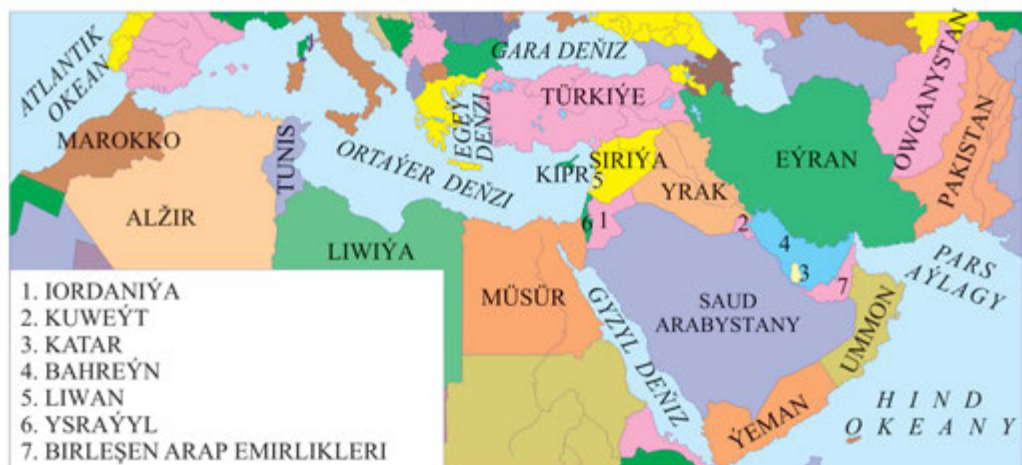 ATLANTIK
OKEAN
GARA DEŇIZ
TÜRKIÝE
OWGANYSTAN
PAKISTAN
MAROKKO
TUNIS
EGEÝ
DEŇZI
ORTAÝER DEŇZI
KIPR
SIRIÝA
5
EÝRAN
YRAK
ALŽIR
LIWIÝA
6
1
2
4
3
7
PARS
AÝLAGY
MÜSÜR
GYZYL DEŇIZ
SAUD
ARABYSTANY
UMMON
ÝEMAN
HIND
OKEANY
1. IORDANIÝA
2. KUWEÝT
3. KATAR
4. BAHREÝN
5. LIWAN
6. YSRAÝYL
7. BIRLEŞEN ARAP EMIRLIKLERI